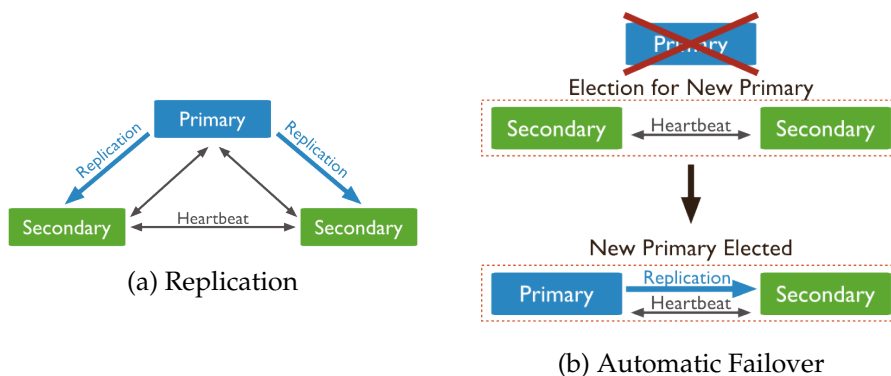 Primary
Replication
Replication
Secondary
Heartbeat
Secondary
(a) Replication
Primary
Election for New Primary
Secondary
Heartbeat
Secondary
New Primary Elected
Primary
Replication
Heartbeat
Secondary
(b) Automatic Failover